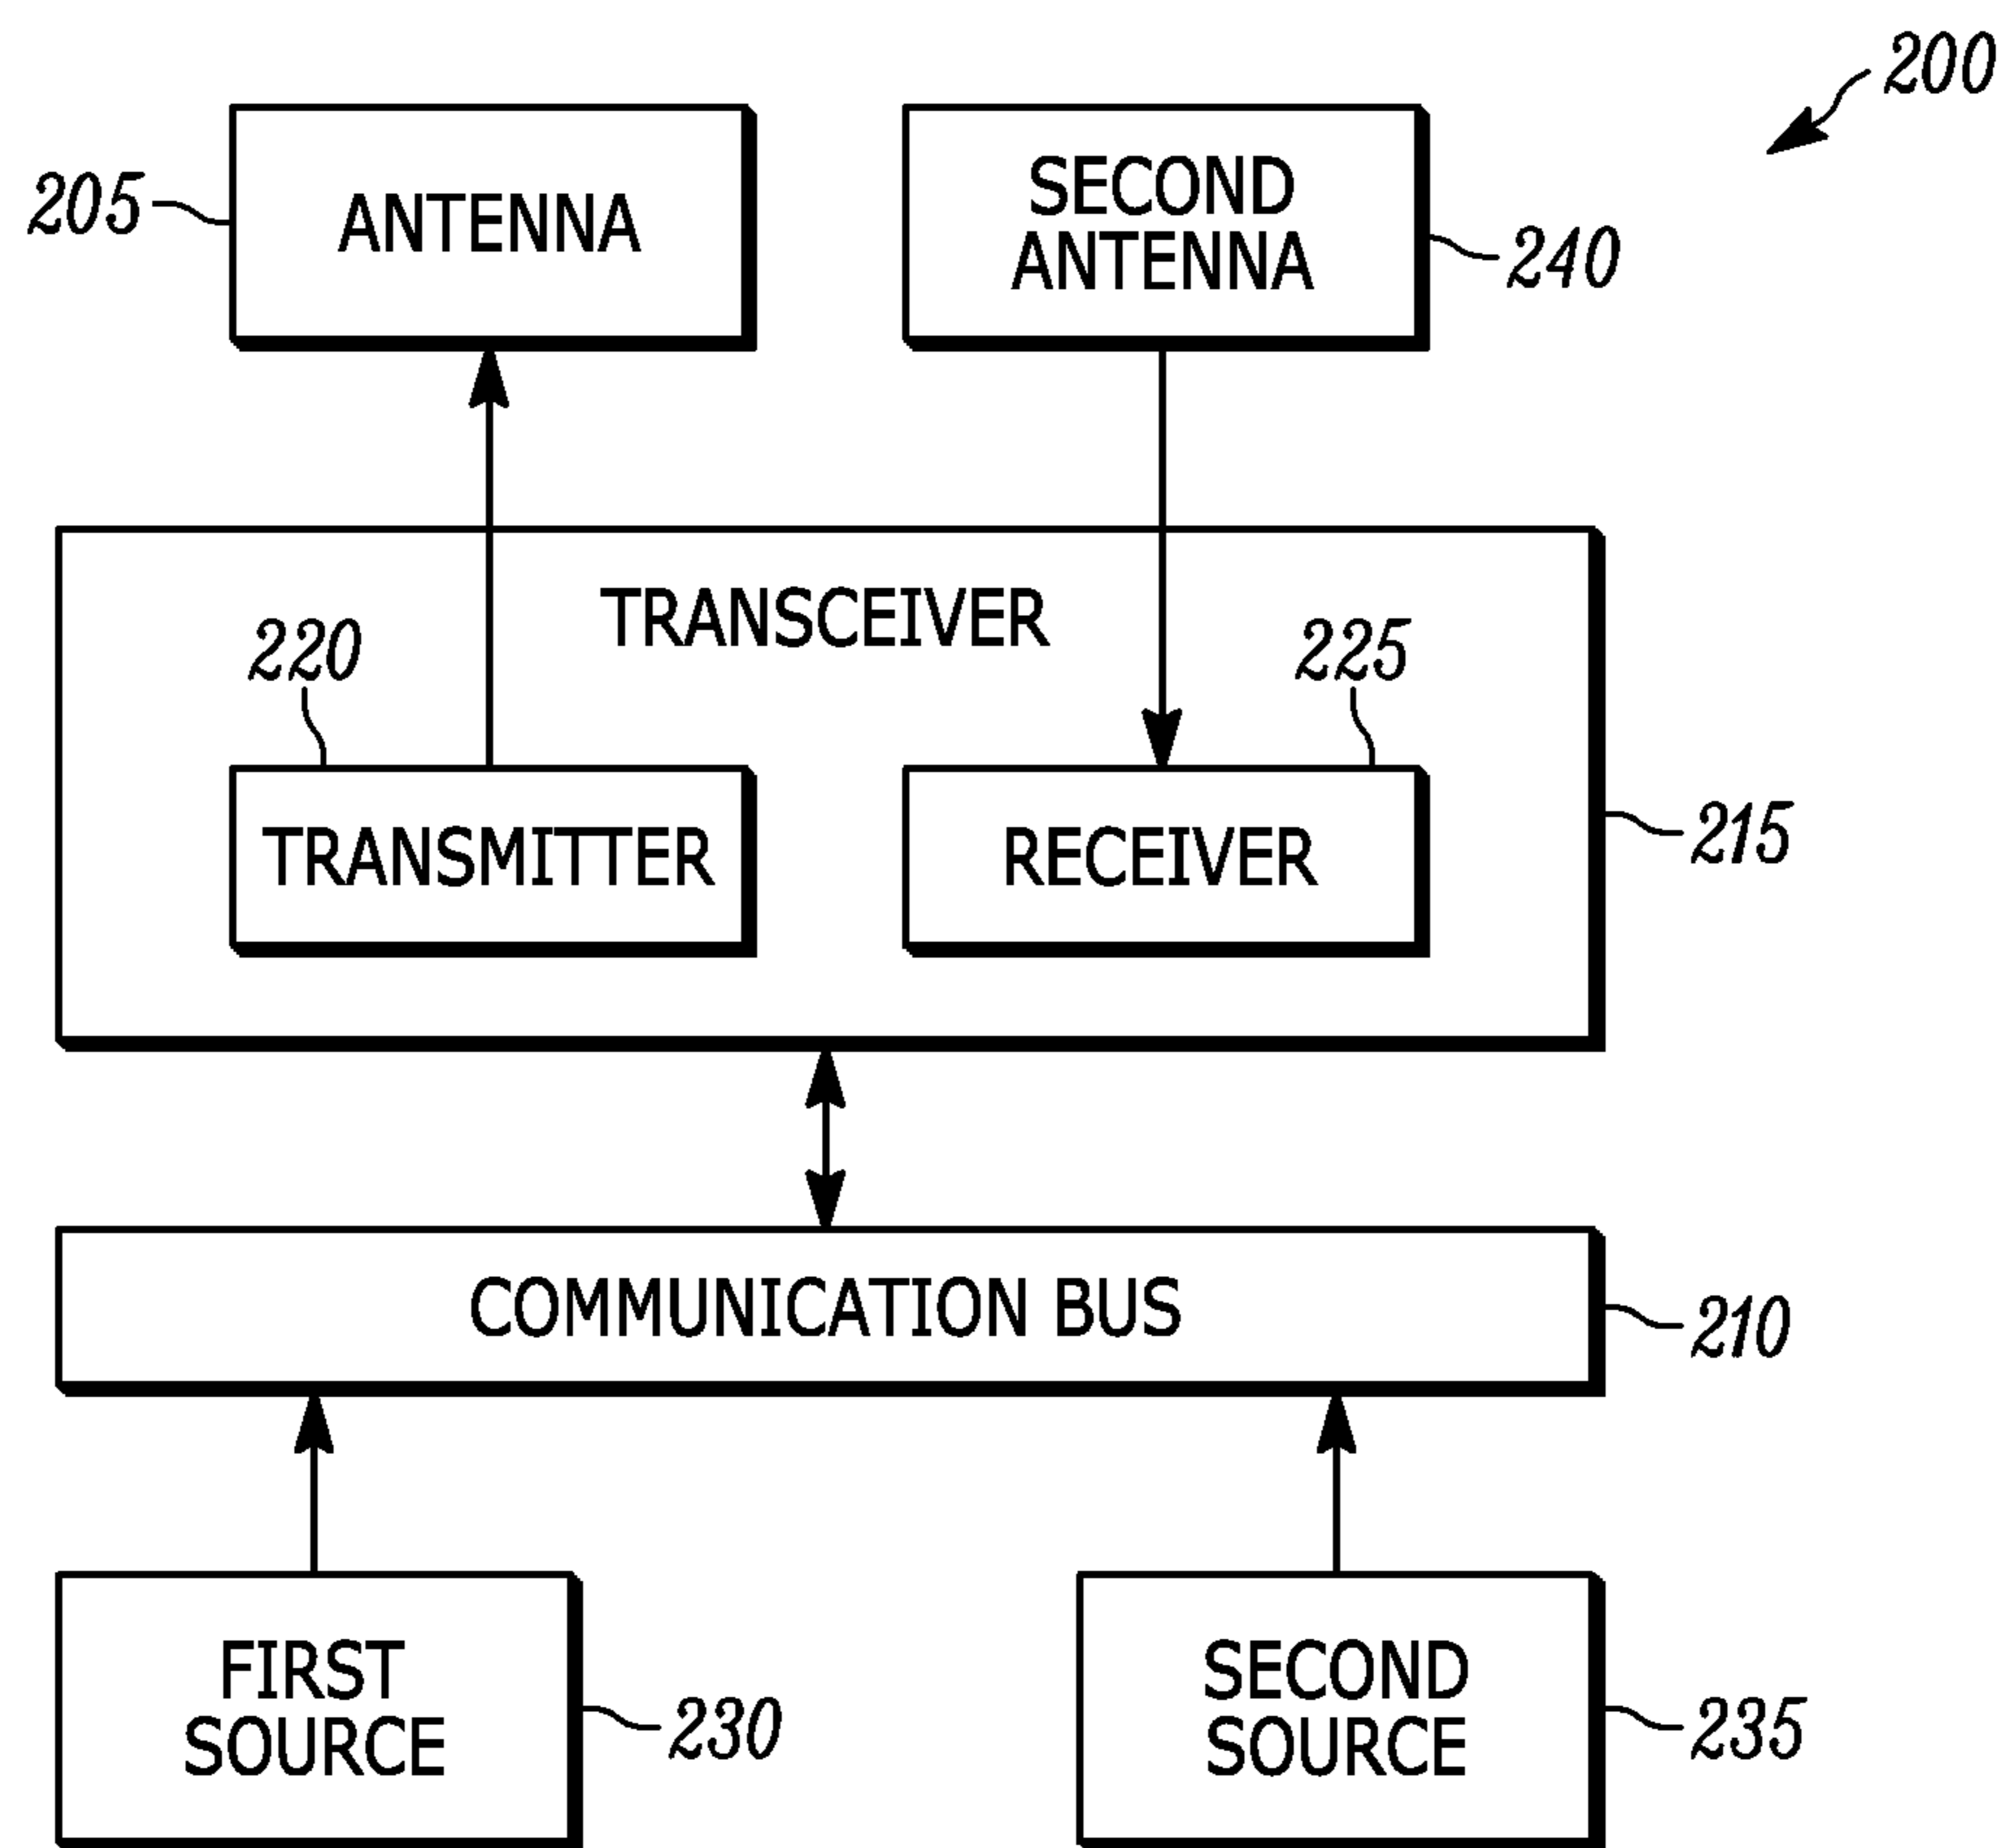 200
205
ANTENNA
SECOND
ANTENNA
240
TRANSCEIVER
220
225
TRANSMITTER
RECEIVER
215
COMMUNICATION BUS
210
FIRST
SOURCE
230
SECOND
SOURCE
235